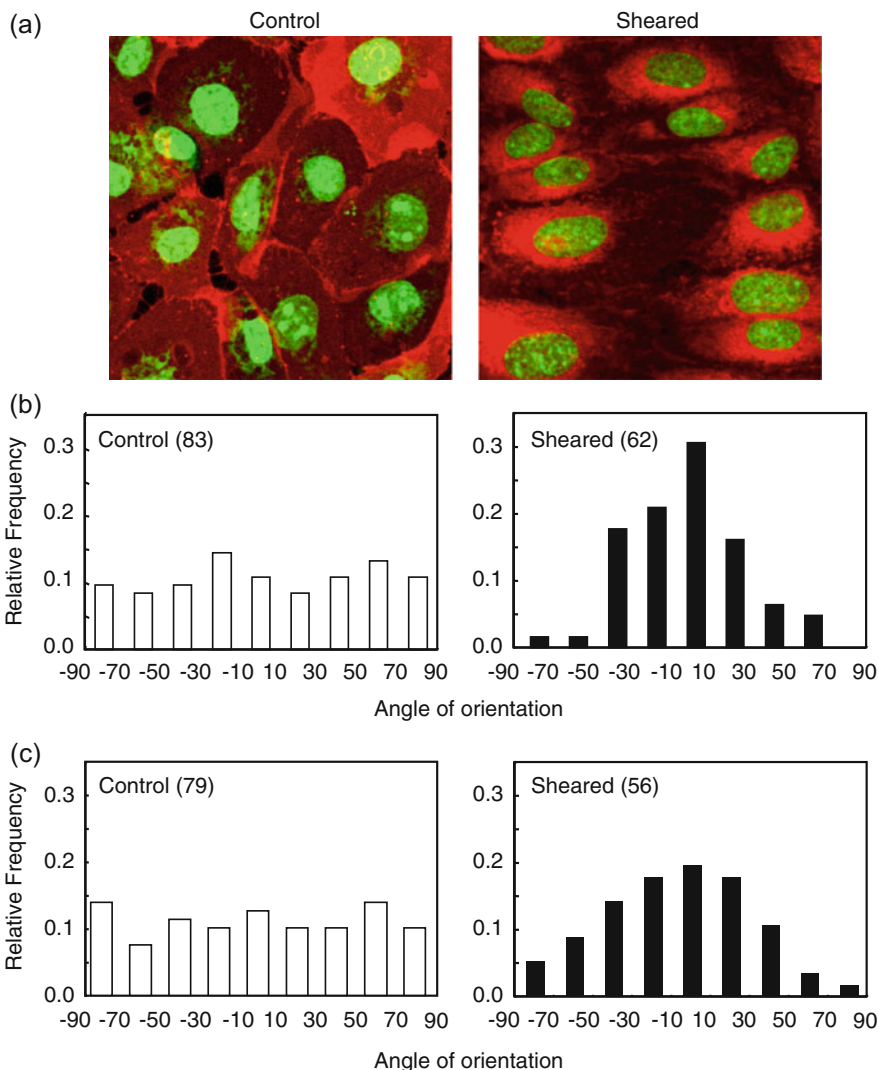 (a)
Control
Sheared
(b)
Relative Frequency
0.3
0.2
0.1
0.0
Control (83)
-90 -70 -50 -30 -10 10 30 50 70 90
Sheared (62)
0.3
0.2
0.1
0.0
-90 -70 -50 -30 -10 10 30 50 70 90
Angle of orientation
(c)
Relative Frequency
0.3
0.2
0.1
0.0
Control (79)
-90 -70 -50 -30 -10 10 30 50 70 90
Sheared (56)
0.3
0.2
0.1
0.0
-90 -70 -50 -30 -10 10 30 50 70 90
Angle of orientation